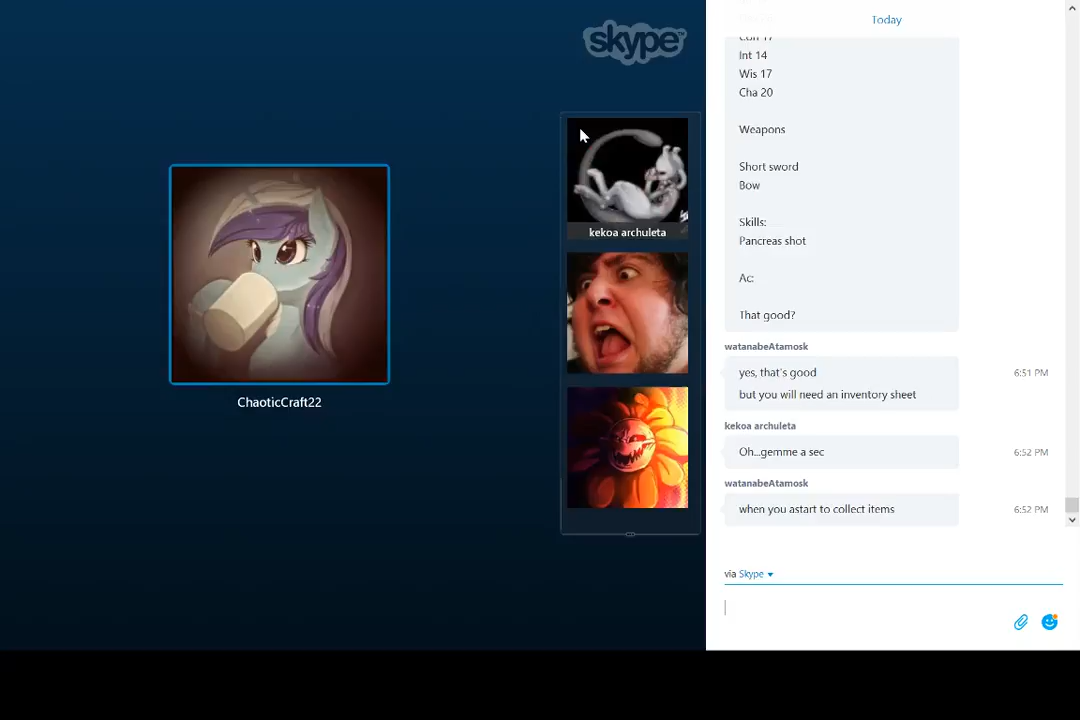 skype
Today
Con 17
Int 14
Wis 17
Cha 20
Weapons
Short sword
Bow
Skills:
Pancreas shot
Ac:
That good?
watanabeAtamosk
yes, that's good 6:51 PM
but you will need an inventory sheet
kekoa archuleta
Oh...gemme a sec 6:52 PM
watanabeAtamosk
when you astart to collect items 6:52 PM
via Skype
kekoa archuleta
ChaoticCraft22